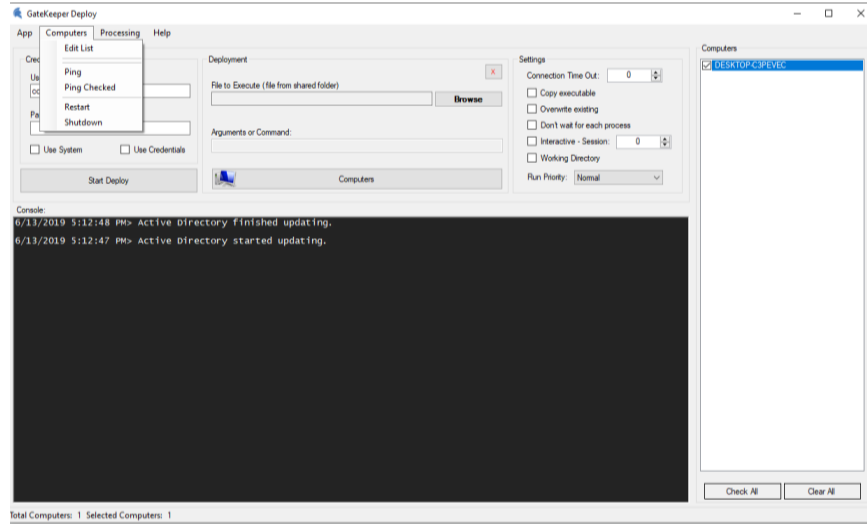 GateKeeper Deploy
App Computers Processing Help
Edit List
Ping
Ping Checked
Restart
Shutdown
Use System Use Credentials
Start Deploy
Deployment
X
File to Execute (file from shared folder)
Browse
Arguments or Command:
Computers
Settings
Connection Time Out: 0
Copy executable
Overwrite existing
Don't wait for each process
Interactive - Session: 0
Working Directory
Run Priority: Normal
Computers
DESKTOP-C3PEVEC
Console:
6/13/2019 5:12:48 PM> Active Directory finished updating.
6/13/2019 5:12:47 PM> Active Directory started updating.
Check All Clear All
Total Computers: 1 Selected Computers: 1